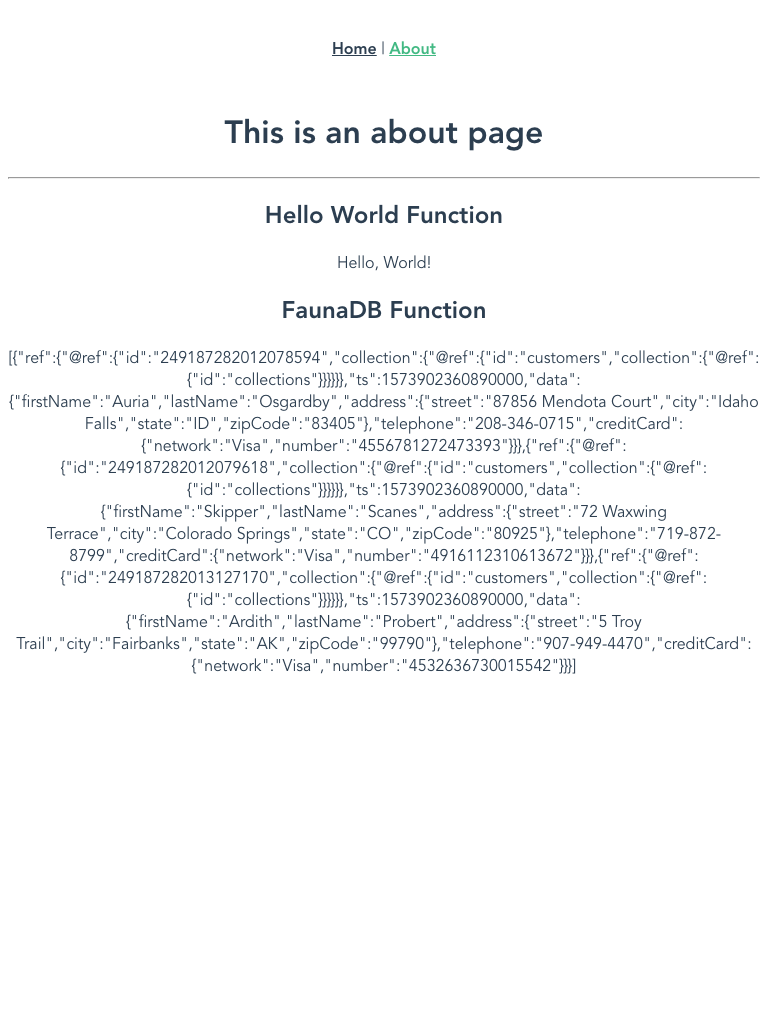 Home | About
This is an about page
Hello World Function
Hello, World!
FaunaDB Function
[{"ref":{"@ref":{"id":"249187282012078594","collection":{"@ref":{"id":"customers","collection":{"@ref":
{"id":"collections"}}}}}},"ts":1573902360890000,"data":
{"firstName":"Auria","lastName":"Osgardby","address":{"street":"87856 Mendota Court","city":"Idaho
Falls","state":"ID","zipCode":"83405"},"telephone":"208-346-0715","creditCard":
{"network":"Visa","number":"4556781272473393"}}},{"ref":{"@ref":
{"id":"249187282012079618","collection":{"@ref":{"id":"customers","collection":{"@ref":
{"id":"collections"}}}}}},"ts":1573902360890000,"data":
{"firstName":"Skipper","lastName":"Scanes","address":{"street":"72 Waxwing
Terrace","city":"Colorado Springs","state":"CO","zipCode":"80925"},"telephone":"719-872-
8799","creditCard":{"network":"Visa","number":"4916112310613672"}}},{"ref":{"@ref":
{"id":"249187282013127170","collection":{"@ref":{"id":"customers","collection":{"@ref":
{"id":"collections"}}}}}},"ts":1573902360890000,"data":
{"firstName":"Ardith","lastName":"Probert","address":{"street":"5 Troy
Trail","city":"Fairbanks","state":"AK","zipCode":"99790"},"telephone":"907-949-4470","creditCard":
{"network":"Visa","number":"4532636730015542"}}}]